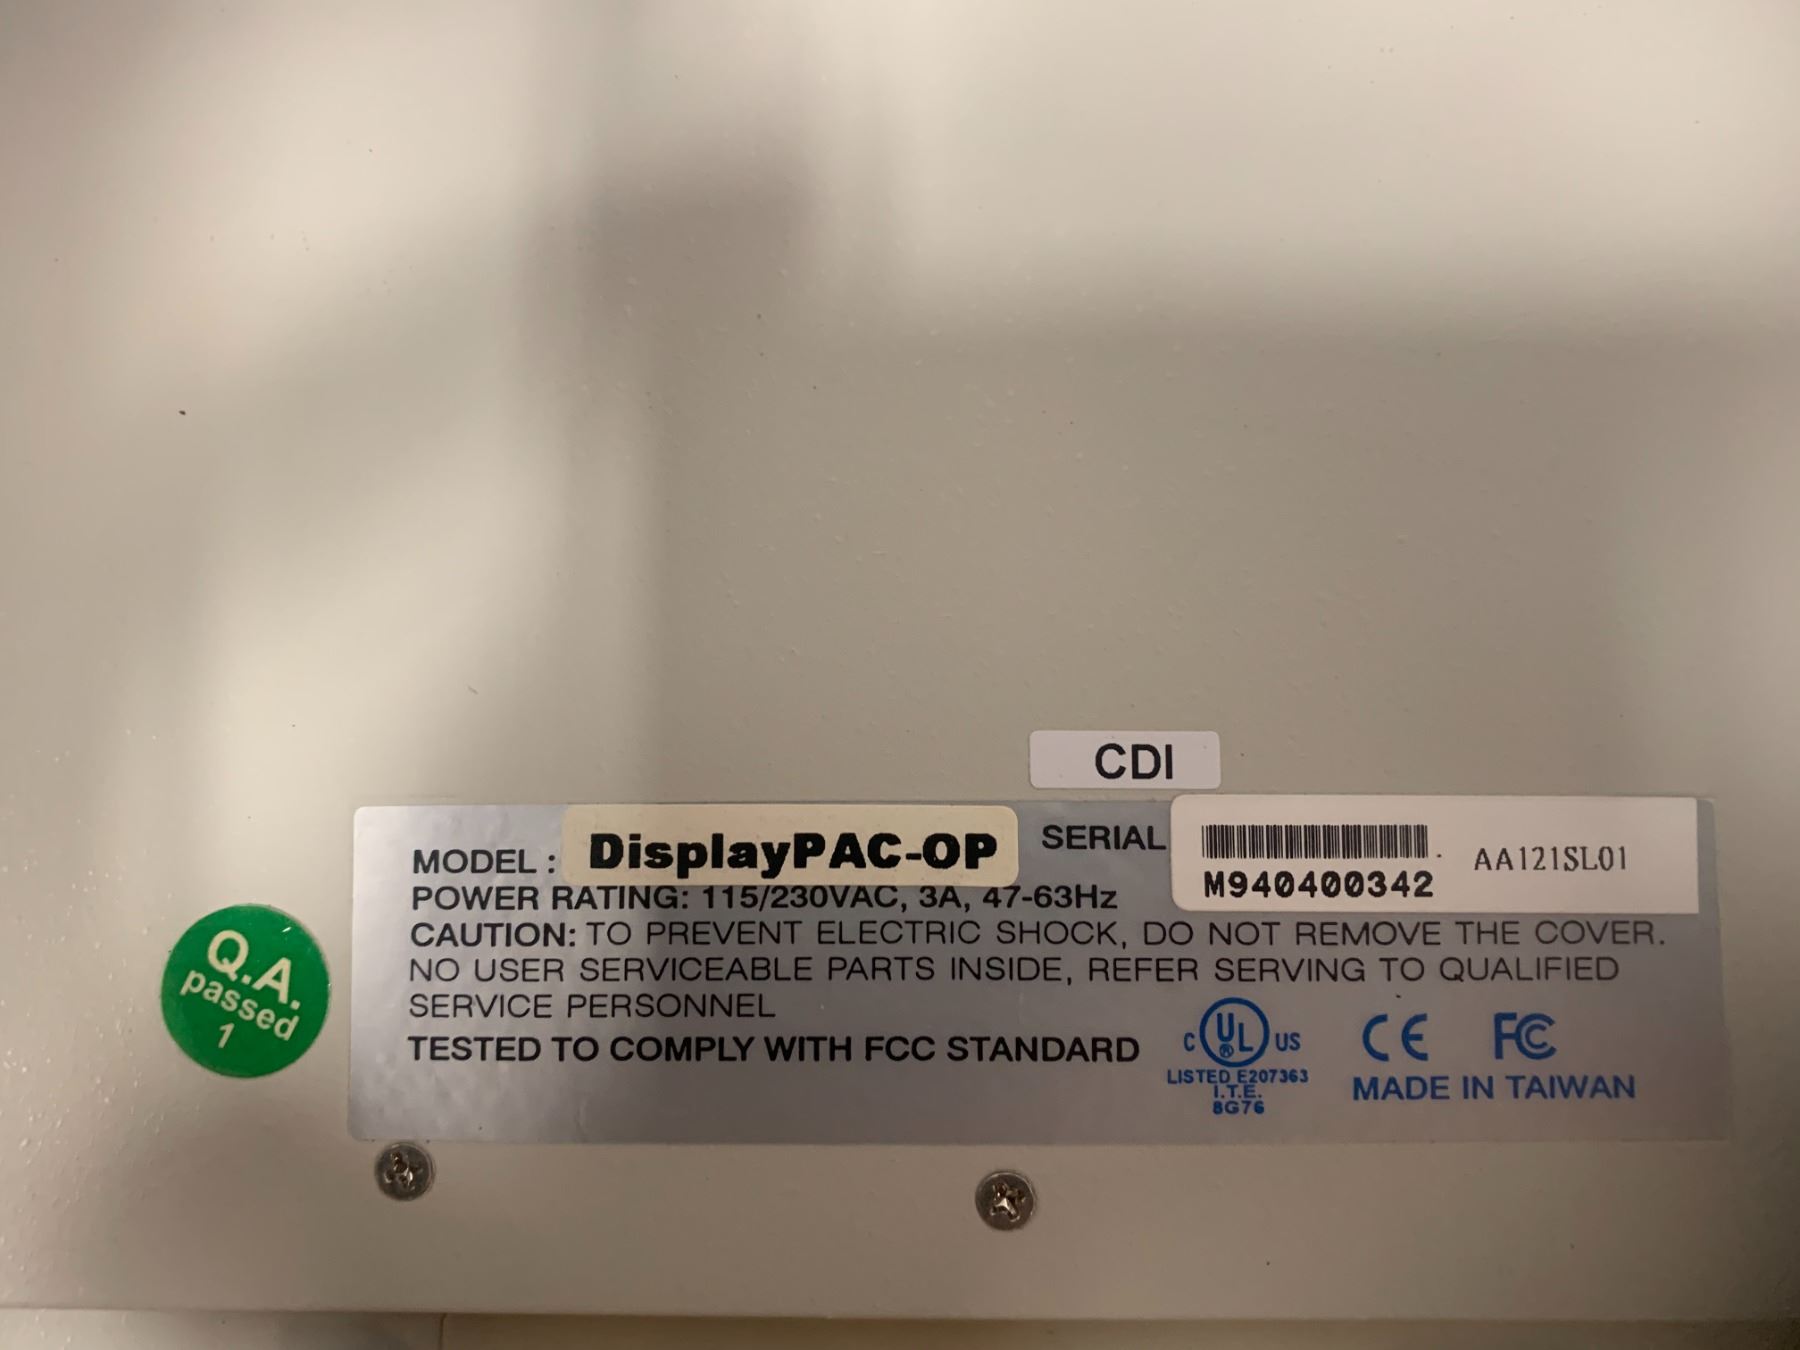 CDI
MODEL : DisplayPAC-OP SERIAL M940400342 AA121SL01
POWER RATING: 115/230VAC, 3A, 47-63Hz
CAUTION: TO PREVENT ELECTRIC SHOCK, DO NOT REMOVE THE COVER.
NO USER SERVICEABLE PARTS INSIDE, REFER SERVING TO QUALIFIED
SERVICE PERSONNEL
TESTED TO COMPLY WITH FCC STANDARD
C UL ® US
LISTED E207363
I.T.E.
8G76
CE FC
MADE IN TAIWAN
Q.A.
passed
1